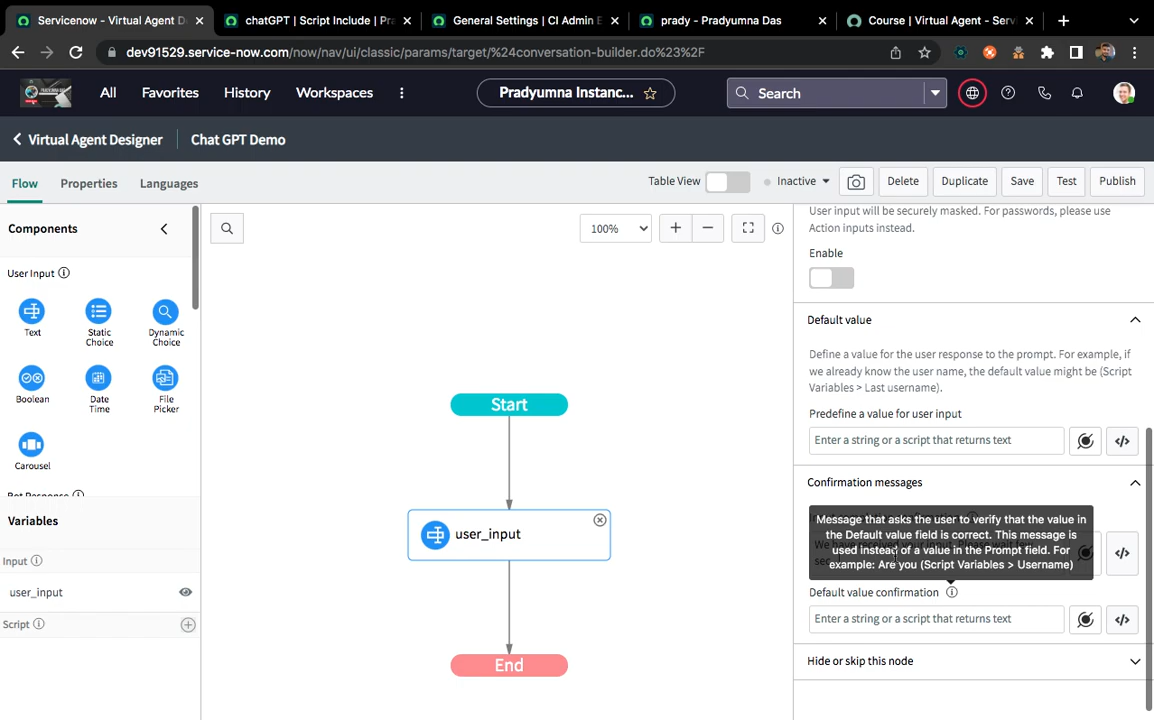 Servicenow - Virtual Agent D
chatGPT | Script Include | Pra
General Settings | CI Admin E
prady - Pradyumna Das
Course | Virtual Agent - Servi
dev91529.service-now.com/now/nav/ui/classic/params/target/%24conversation-builder.do%23%2F
All
Favorites
History
Workspaces
Pradyumna Instanc...
Search
Virtual Agent Designer
Chat GPT Demo
Flow
Properties
Languages
Table View
Inactive
Delete
Duplicate
Save
Test
Publish
Components
User Input
Text
Static
Choice
Dynamic
Choice
Boolean
Date
Time
File
Picker
Carousel
Bot Response
Variables
Input
user_input
Script
100%
Start
user_input
End
User input will be securely masked. For passwords, please use
Action inputs instead.
Enable
Default value
Define a value for the user response to the prompt. For example, if
we already know the user name, the default value might be (Script
Variables > Last username).
Predefine a value for user input
Enter a string or a script that returns text
Confirmation messages
Message that asks the user to verify that the value in
the Default value field is correct. This message is
used instead of a value in the Prompt field. For
example: Are you (Script Variables > Username)
Default value confirmation
Enter a string or a script that returns text
Hide or skip this node